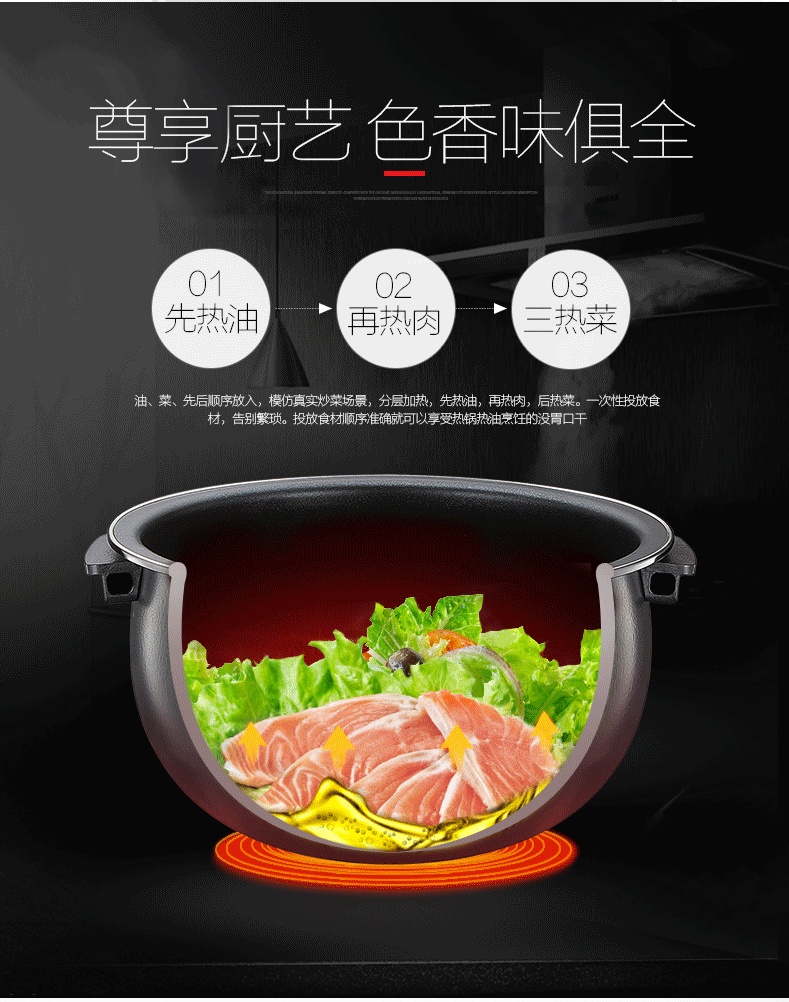 尊享厨艺 色香味俱全
01
先热油
02
再热肉
03
三热菜
油、菜、先后顺序放入，模仿真实炒菜场景，分层加热，先热油，再热肉，后热菜。一次性投放食
材，告别繁琐。投放食材顺序准确就可以享受热锅热油烹饪的没胃口干